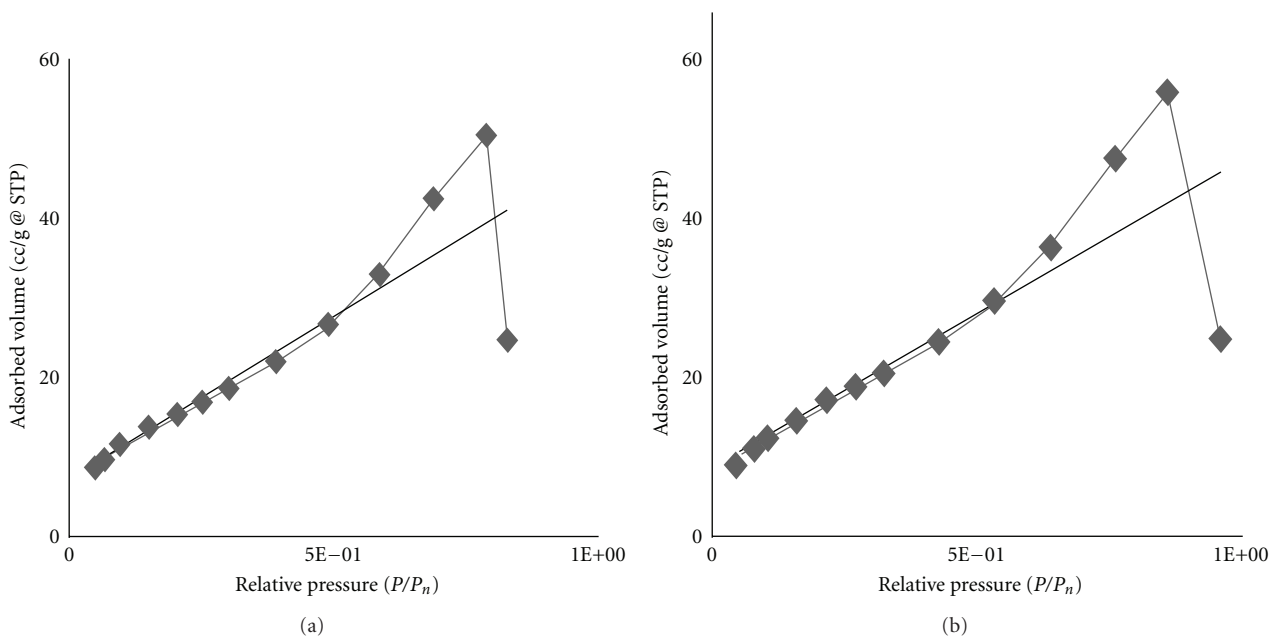 60
40
20
0
Adsorbed volume (cc/g @ STP)
0
5E−01
1E+00
Relative pressure (P/Pn)
(a)
60
40
20
0
Adsorbed volume (cc/g @ STP)
0
5E−01
1E+00
Relative pressure (P/Pn)
(b)